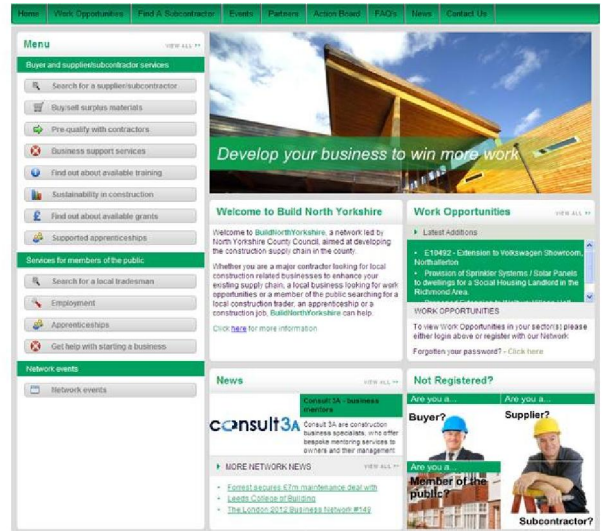 Home Work Opportunities Find A Subcontractor Events Partners Action Board FAQ's News Contact Us
Menu VIEW ALL
Buyer and supplier/subcontractor services
Search for a supplier/subcontractor
Buy/sell surplus materials
Pre-qualify with contractors
Business support services
Find out about available training
Sustainability in construction
Find out about available grants
Supported apprenticeships
Services for members of the public
Search for a local tradesman
Employment
Apprenticeships
Get help with starting a business
Network events
Network events
Develop your business to win more work
Welcome to Build North Yorkshire
Welcome to BuildNorthYorkshire, a network led by
North Yorkshire County Council, aimed at developing
the construction supply chain in the county.
Whether you are a major contractor looking for local
construction related businesses to enhance your
existing supply chain, a local business looking for work
opportunities or a member of the public searching for a
local construction trader, an apprenticeship or a
construction job, BuildNorthYorkshire can help.
Click here for more information
Work Opportunities VIEW ALL
Latest Additions
• E10492 - Extension to Volkswagen Showroom,
Northallerton
• Provision of Sprinkler Systems / Solar Panels
to dwellings for a Social Housing Landlord in the
Richmond Area
WORK OPPORTUNITIES
To view Work Opportunities in your sector(s) please
either login above or register with our Network
Forgotten your password? - Click here
News VIEW ALL
consult3A
Consult 3A - business
mentors
Consult 3A are construction
business specialists, who offer
bespoke mentoring services to
owners and their management
MORE NETWORK NEWS VIEW ALL
• Forrest secures £7m maintenance deal with
• Leeds College of Building
• The London 2012 Business Network #149
Not Registered?
Are you a...
Buyer?
Are you a...
Supplier?
Are you a...
Member of the
public?
Subcontractor?